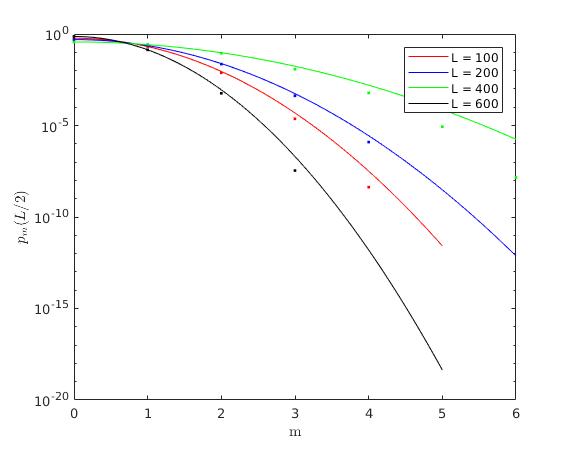 10^0
10^-5
10^-10
10^-15
10^-20
p_m(L/2)
L = 100
L = 200
L = 400
L = 600
0 1 2 3 4 5 6
m